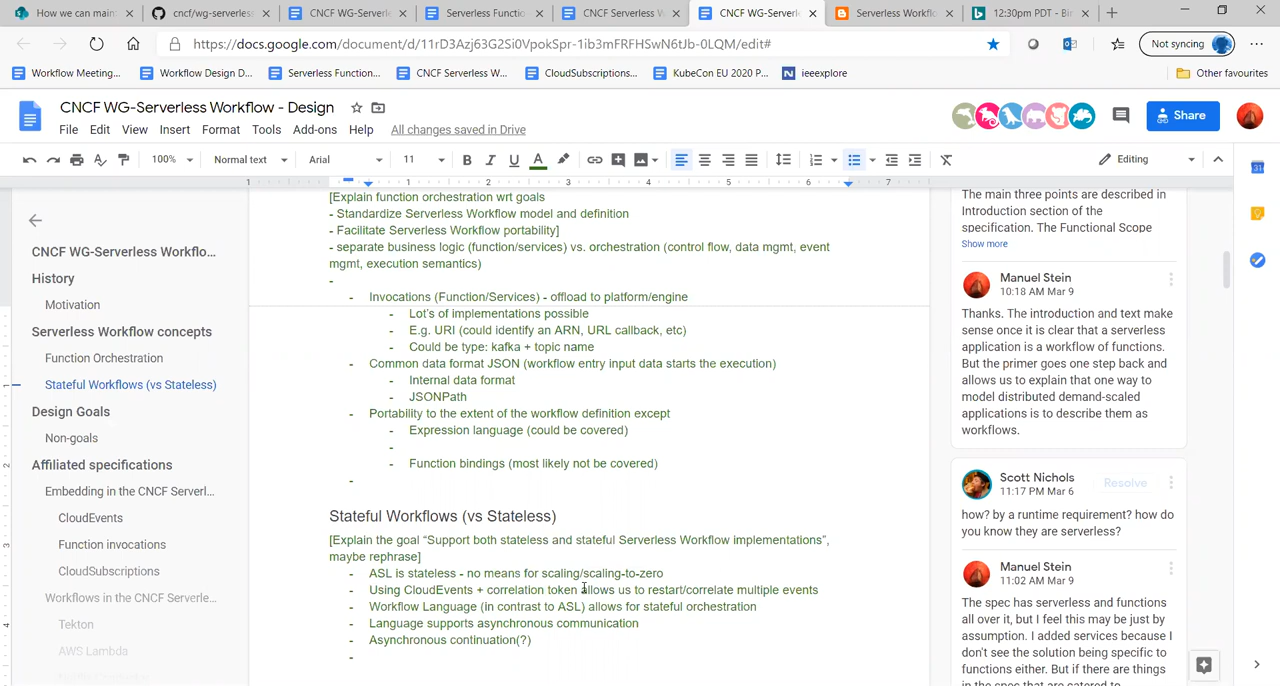 How we can main
cncf/wg-serverless
CNCF WG-Server
Serverless Functio
CNCF Serverless V
CNCF WG-Server
Serverless Workflo
12:30pm PDT - Bi
https://docs.google.com/document/d/11rD3Azj63G2Si0VpokSpr-1ib3mFRFHSwN6tJb-0LQM/edit#
Not syncing
Workflow Meeting...
Workflow Design D...
Serverless Function...
CNCF Serverless W...
CloudSubscriptions...
KubeCon EU 2020 P...
ieeexplore
Other favourites
CNCF WG-Serverless Workflow - Design
File Edit View Insert Format Tools Add-ons Help All changes saved in Drive
Share
100% Normal text Arial 11 B I U A Editing
1 1 2 3 4 5 6 7
CNCF WG-Serverless Workflo...
History
Motivation
Serverless Workflow concepts
Function Orchestration
Stateful Workflows (vs Stateless)
Design Goals
Non-goals
Affiliated specifications
Embedding in the CNCF Serverl...
CloudEvents
Function invocations
CloudSubscriptions
Workflows in the CNCF Serverle...
Tekton
AWS Lambda
[Explain function orchestration wrt goals
- Standardize Serverless Workflow model and definition
- Facilitate Serverless Workflow portability]
- separate business logic (function/services) vs. orchestration (control flow, data mgmt, event
mgmt, execution semantics)
-
- Invocations (Function/Services) - offload to platform/engine
- Lot's of implementations possible
- E.g. URI (could identify an ARN, URL callback, etc)
- Could be type: kafka + topic name
- Common data format JSON (workflow entry input data starts the execution)
- Internal data format
- JSONPath
- Portability to the extent of the workflow definition except
- Expression language (could be covered)
-
- Function bindings (most likely not be covered)
-
Stateful Workflows (vs Stateless)
[Explain the goal "Support both stateless and stateful Serverless Workflow implementations",
maybe rephrase]
- ASL is stateless - no means for scaling/scaling-to-zero
- Using CloudEvents + correlation token allows us to restart/correlate multiple events
- Workflow Language (in contrast to ASL) allows for stateful orchestration
- Language supports asynchronous communication
- Asynchronous continuation(?)
-
The main three points are described in
Introduction section of the
specification. The Functional Scope
Show more
Manuel Stein
10:18 AM Mar 9
Thanks. The introduction and text make
sense once it is clear that a serverless
application is a workflow of functions.
But the primer goes one step back and
allows us to explain that one way to
model distributed demand-scaled
applications is to describe them as
workflows.
Scott Nichols
11:17 PM Mar 6
Resolve
how? by a runtime requirement? how do
you know they are serverless?
Manuel Stein
11:02 AM Mar 9
The spec has serverless and functions
all over it, but I feel this may be just by
assumption. I added services because I
don't see the solution being specific to
functions either. But if there are things
in the spec that are catered to